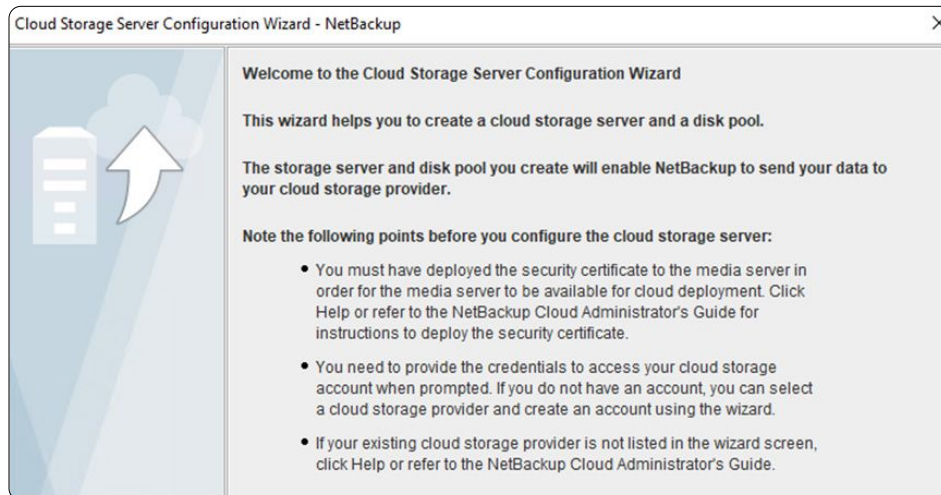 Cloud Storage Server Configuration Wizard - NetBackup
Welcome to the Cloud Storage Server Configuration Wizard
This wizard helps you to create a cloud storage server and a disk pool.
The storage server and disk pool you create will enable NetBackup to send your data to
your cloud storage provider.
Note the following points before you configure the cloud storage server:
• You must have deployed the security certificate to the media server in
order for the media server to be available for cloud deployment. Click
Help or refer to the NetBackup Cloud Administrator's Guide for
instructions to deploy the security certificate.
• You need to provide the credentials to access your cloud storage
account when prompted. If you do not have an account, you can select
a cloud storage provider and create an account using the wizard.
• If your existing cloud storage provider is not listed in the wizard screen,
click Help or refer to the NetBackup Cloud Administrator's Guide.